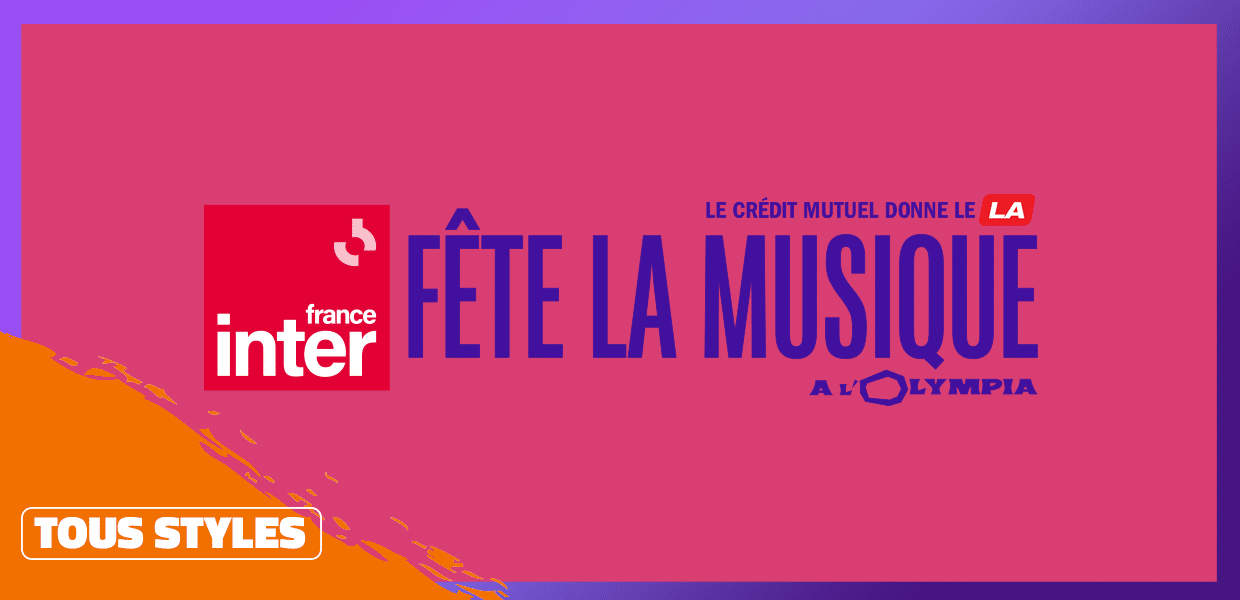 LE CRÉDIT MUTUEL DONNE LE LA
france
inter
FÊTE LA MUSIQUE
A L'OLYMPIA
TOUS STYLES